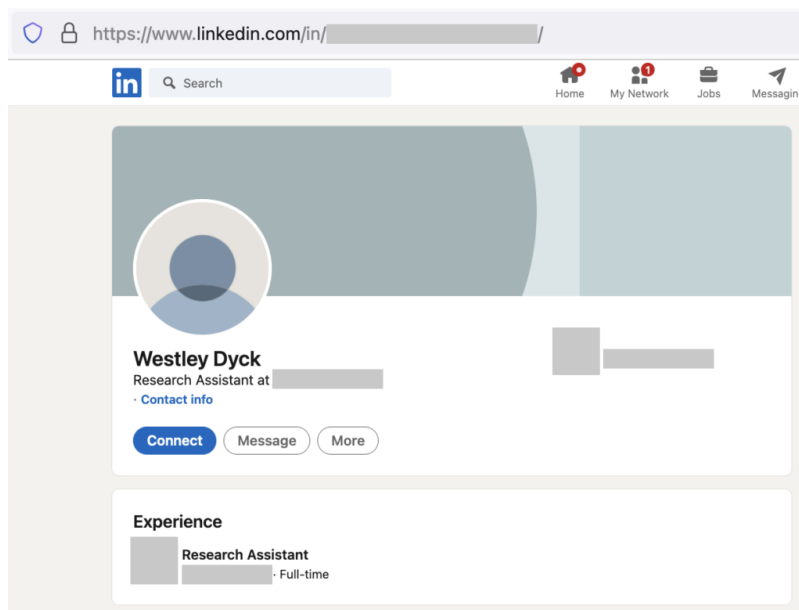 https://www.linkedin.com/in/ /
in
Search
Home
1
My Network
Jobs
Messagin
Westley Dyck
Research Assistant at
· Contact info
Connect
Message
More
Experience
Research Assistant
· Full-time